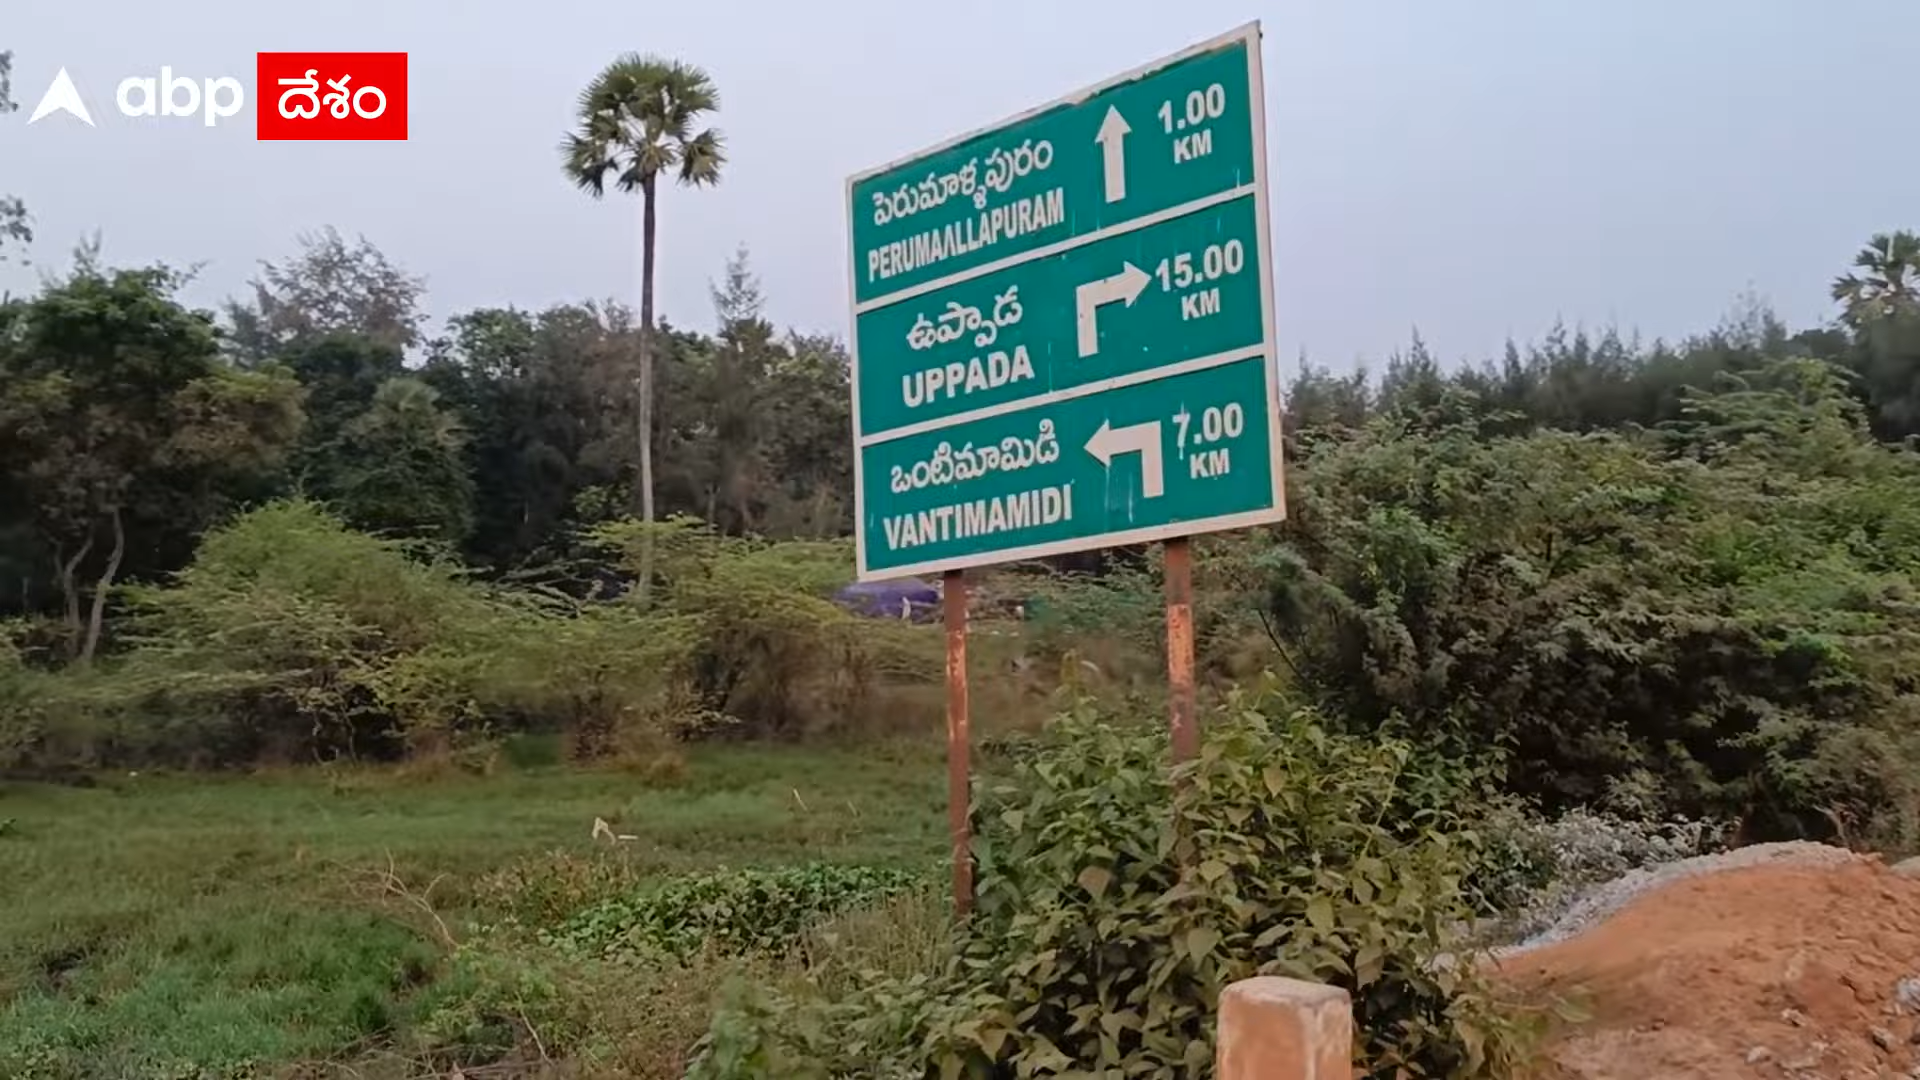 abp దేశం
పెరుమాళ్ళపురం
PERUMAALLAPURAM
1.00
KM
ఉప్పాడ
UPPADA
15.00
KM
ఒంటిమామిడి
VANTIMAMIDI
7.00
KM